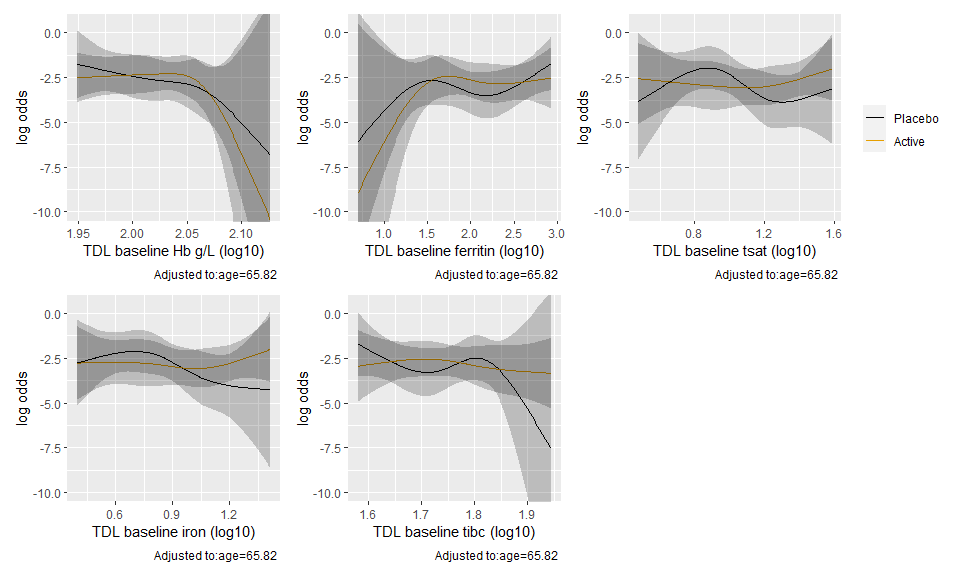 0.0
-2.5
-5.0
-7.5
-10.0
log odds
1.95 2.00 2.05 2.10
TDL baseline Hb g/L (log10)
Adjusted to:age=65.82
0.0
-2.5
-5.0
-7.5
-10.0
log odds
1.0 1.5 2.0 2.5 3.0
TDL baseline ferritin (log10)
Adjusted to:age=65.82
0.0
-2.5
-5.0
-7.5
-10.0
log odds
0.8 1.2 1.6
TDL baseline tsat (log10)
Adjusted to:age=65.82
Placebo
Active
0.0
-2.5
-5.0
-7.5
-10.0
log odds
0.6 0.9 1.2
TDL baseline iron (log10)
Adjusted to:age=65.82
0.0
-2.5
-5.0
-7.5
-10.0
log odds
1.6 1.7 1.8 1.9
TDL baseline tibc (log10)
Adjusted to:age=65.82